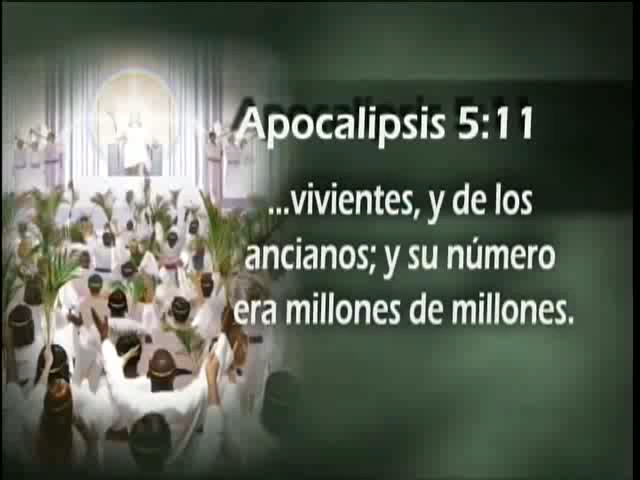 Apocalipsis 5:11
...vivientes, y de los
ancianos; y su número
era millones de millones.